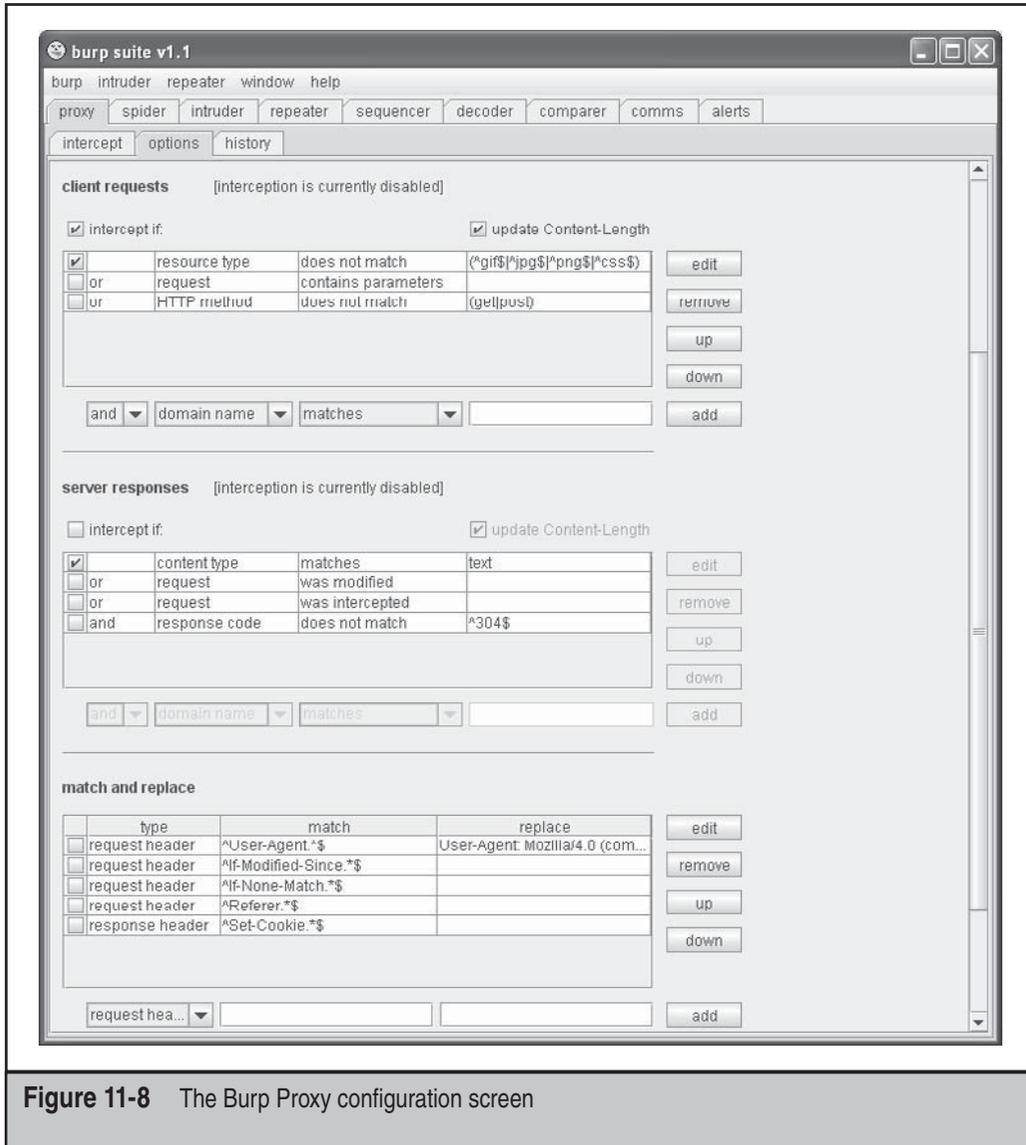 burp suite v1.1
burp intruder repeater window help
proxy spider intruder repeater sequencer decoder comparer comms alerts
intercept options history
client requests [interception is currently disabled]
intercept if: update Content-Length
resource type does not match (^gif$|^jpg$|^png$|^css$) edit
or request contains parameters
or HTTP method does not match (get|post) remove
up
down
and domain name matches add
server responses [interception is currently disabled]
intercept if: update Content-Length
content type matches text edit
or request was modified
or request was intercepted remove
and response code does not match ^304$
up
down
and domain name matches add
match and replace
type match replace edit
request header ^User-Agent.*$ User-Agent: Mozilla/4.0 (com...
request header ^If-Modified-Since.*$ remove
request header ^If-None-Match.*$
request header ^Referer.*$ up
response header ^Set-Cookie.*$
down
request hea... add
Figure 11-8 The Burp Proxy configuration screen